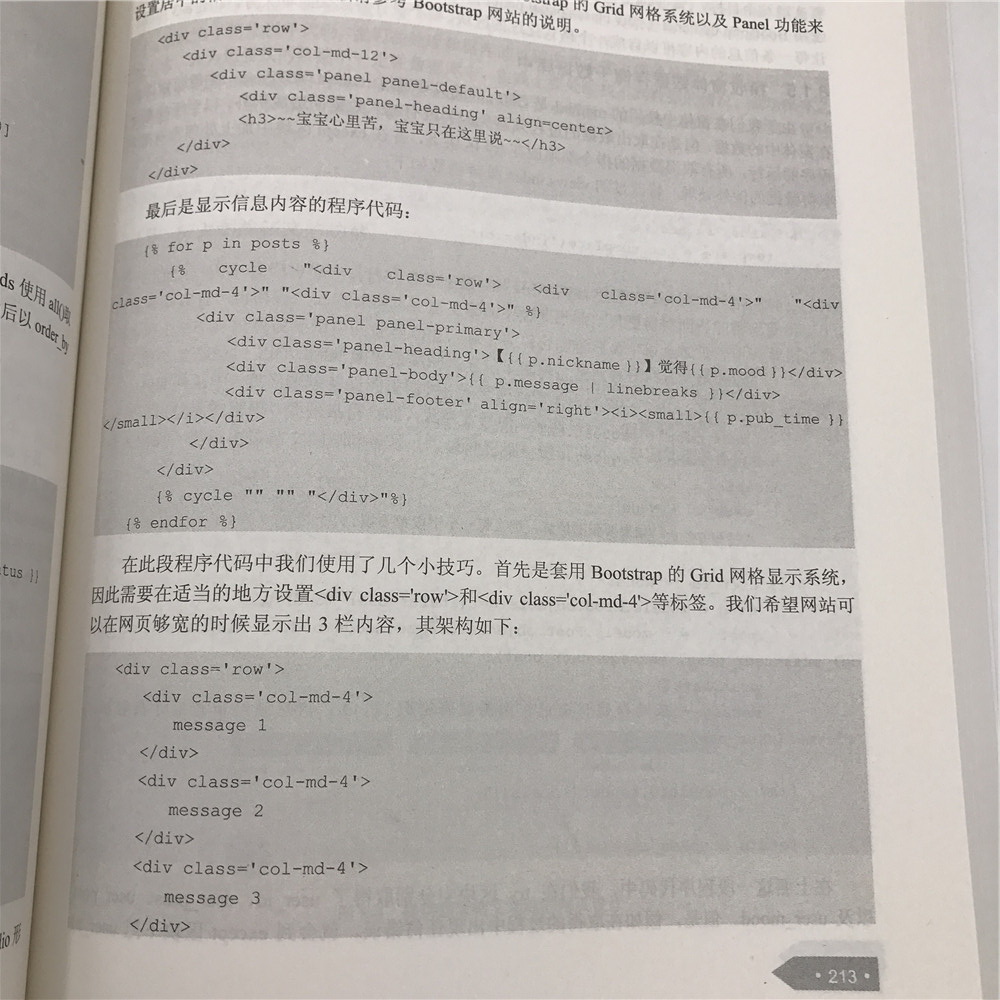 Bootstrap 的 Grid 网格系统以及 Panel 功能来
Bootstrap 网站的说明。
<div class='row'>
<div class='col-md-12'>
<div class='panel panel-default'>
<div class='panel-heading' align=center>
<h3>~~宝宝心里苦，宝宝只在这里说~~</h3>
</div>
</div>
最后是显示信息内容的程序代码：
{% for p in posts %}
{% cycle "<div class='row'> <div class='col-md-4'>" "<div
class='col-md-4'>" "<div class='col-md-4'>" %}
<div class='panel panel-primary'>
<div class='panel-heading'>【{{ p.nickname }}】觉得{{ p.mood }}</div>
<div class='panel-body'>{{ p.message | linebreaks }}</div>
<div class='panel-footer' align='right'><i><small>{{ p.pub_time }}
</small></i></div>
</div>
</div>
{% cycle "" "" "</div>"%}
{% endfor %}
在此段程序代码中我们使用了几个小技巧。首先是套用 Bootstrap 的 Grid 网格显示系统，
因此需要在适当的地方设置<div class='row'>和<div class='col-md-4'>等标签。我们希望网站可
以在网页够宽的时候显示出 3 栏内容，其架构如下：
<div class='row'>
<div class='col-md-4'>
message 1
</div>
<div class='col-md-4'>
message 2
</div>
<div class='col-md-4'>
message 3
</div>
· 213 ·